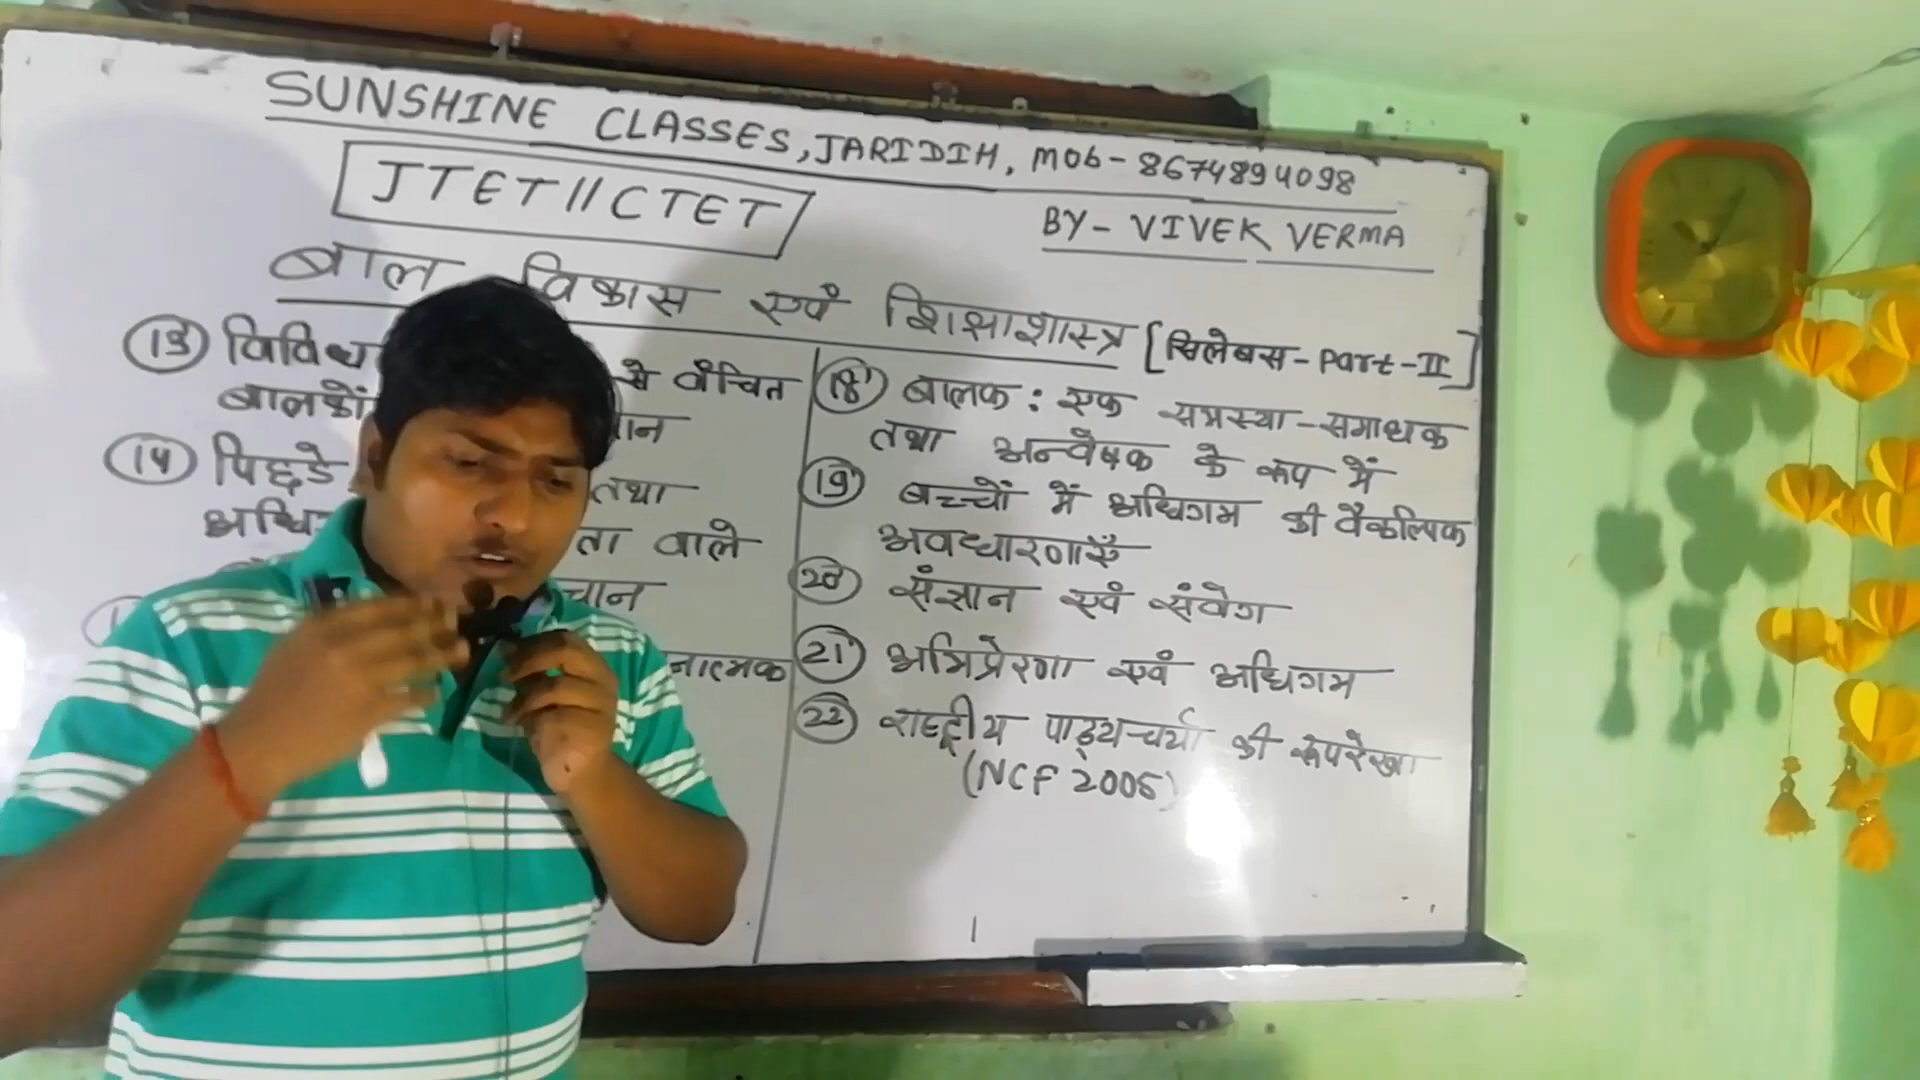 SUNSHINE CLASSES, JARIDIH, MOb-8674894098
JTET//CTET
BY- VIVEK VERMA
बाल विकास एवं शिक्षाशास्त्र [सिलेबस-Part-II]
13 विविध से वंचित
बालकों
14 पिछडे तथा
ता वाले
चान
नात्मक
18 बालक: एक समस्या-समाधक
तथा अन्वेषक के रूप में
19 बच्चों में अधिगम की वैकल्पिक
अवधारणाएँ
20 संज्ञान एवं संवेग
21 अभिप्रेरणा एवं अधिगम
22 राष्ट्रीय पाठ्यचर्या की रूपरेखा
(NCF 2005)